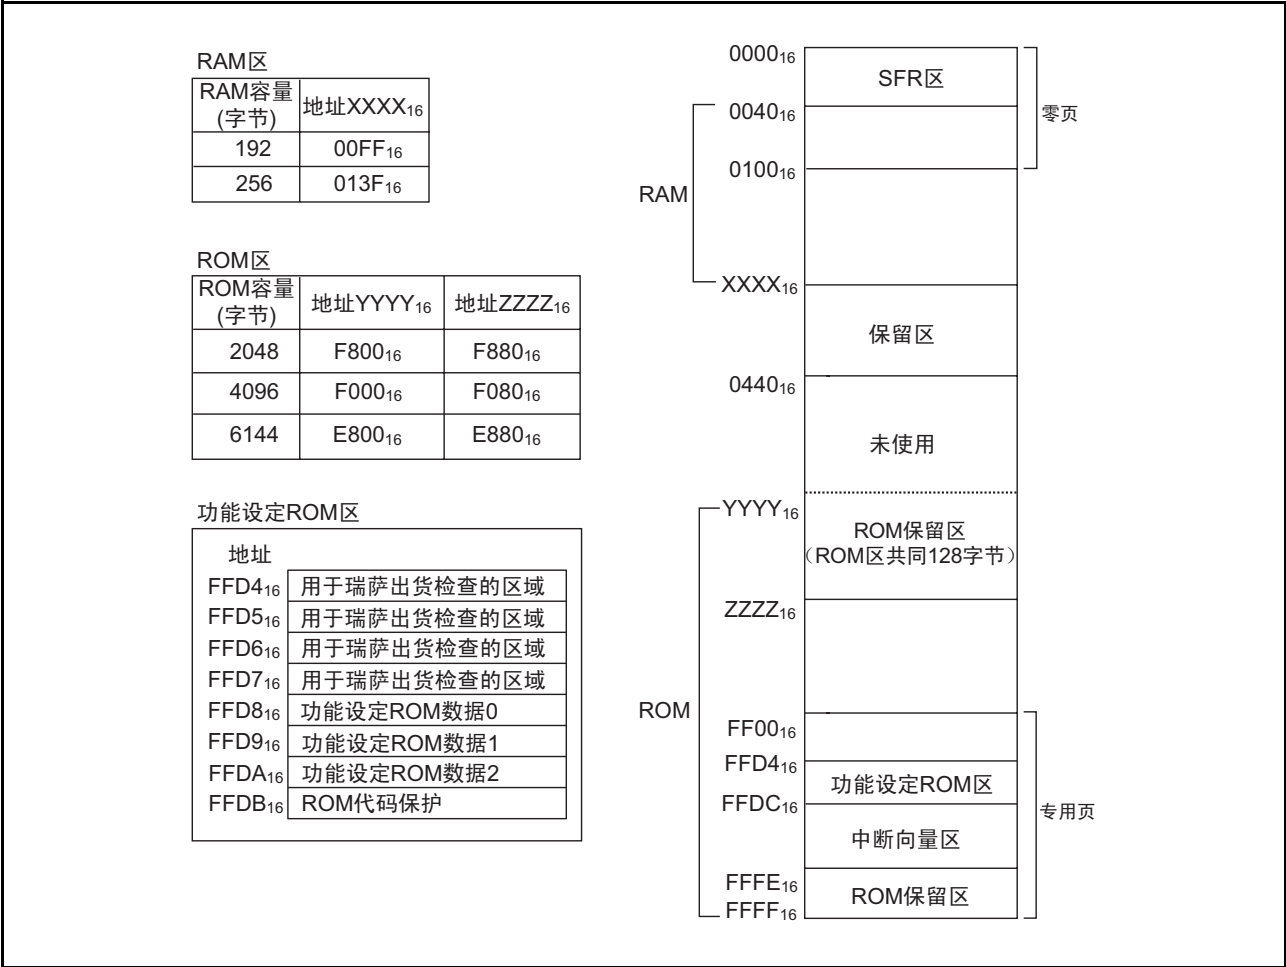 RAM区
RAM容量
(字节)
地址XXXX₁₆
192
00FF₁₆
256
013F₁₆
ROM区
ROM容量
(字节)
地址YYYY₁₆
地址ZZZZ₁₆
2048
F800₁₆
F880₁₆
4096
F000₁₆
F080₁₆
6144
E800₁₆
E880₁₆
功能设定ROM区
地址
FFD4₁₆ 用于瑞萨出货检查的区域
FFD5₁₆ 用于瑞萨出货检查的区域
FFD6₁₆ 用于瑞萨出货检查的区域
FFD7₁₆ 用于瑞萨出货检查的区域
FFD8₁₆ 功能设定ROM数据0
FFD9₁₆ 功能设定ROM数据1
FFDA₁₆ 功能设定ROM数据2
FFDB₁₆ ROM代码保护
0000₁₆
SFR区
0040₁₆
零页
0100₁₆
RAM
XXXX₁₆
保留区
0440₁₆
未使用
YYYY₁₆
ROM保留区
（ROM区共同128字节）
ZZZZ₁₆
ROM
FF00₁₆
FFD4₁₆
功能设定ROM区
FFDC₁₆
专用页
中断向量区
FFFE₁₆
ROM保留区
FFFF₁₆